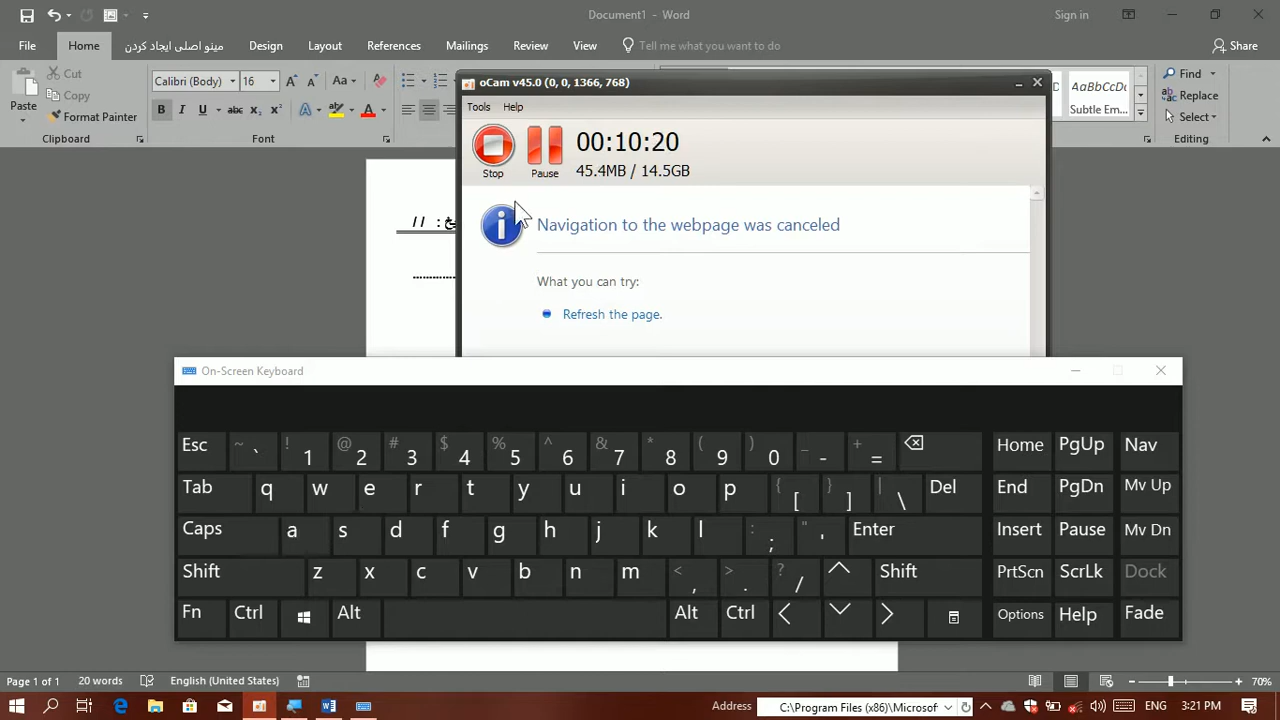 Document1 - Word
Sign in
File
Home
مینو اصلی ایجاد کردن
Design
Layout
References
Mailings
Review
View
Tell me what you want to do
Share
Paste
Cut
Copy
Format Painter
Clipboard
Calibri (Body)
16
Font
AaBbCcDc
Subtle Em...
Find
Replace
Select
Editing
oCam v45.0 (0, 0, 1366, 768)
Tools Help
Stop
Pause
00:10:20
45.4MB / 14.5GB
Navigation to the webpage was canceled
What you can try:
Refresh the page.
On-Screen Keyboard
Esc ~ ` ! 1 @ 2 # 3 $ 4 % 5 ^ 6 & 7 * 8 ( 9 ) 0 _ - + = Home PgUp Nav
Tab q w e r t y u i o p { [ } ] | \ Del End PgDn Mv Up
Caps a s d f g h j k l : ; " ' Enter Insert Pause Mv Dn
Shift z x c v b n m < , > . ? / Shift PrtScn ScrLk Dock
Fn Ctrl Alt Alt Ctrl Options Help Fade
Page 1 of 1
20 words
English (United States)
70%
Address
C:\Program Files (x86)\Microsof
ENG
3:21 PM